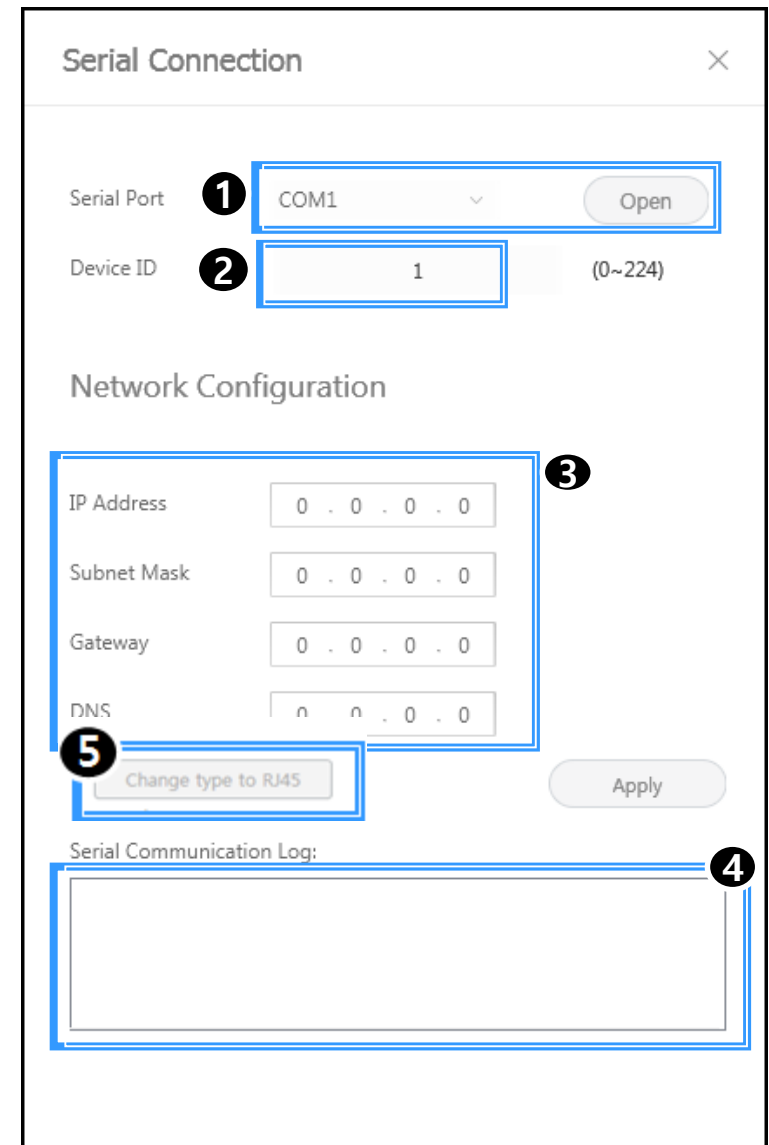 Serial Connection
Serial Port 1 COM1 Open
Device ID 2 1 (0~224)
Network Configuration
3
IP Address 0 . 0 . 0 . 0
Subnet Mask 0 . 0 . 0 . 0
Gateway 0 . 0 . 0 . 0
DNS 0 . 0 . 0 . 0
5
Change type to RJ45 Apply
Serial Communication Log:
4